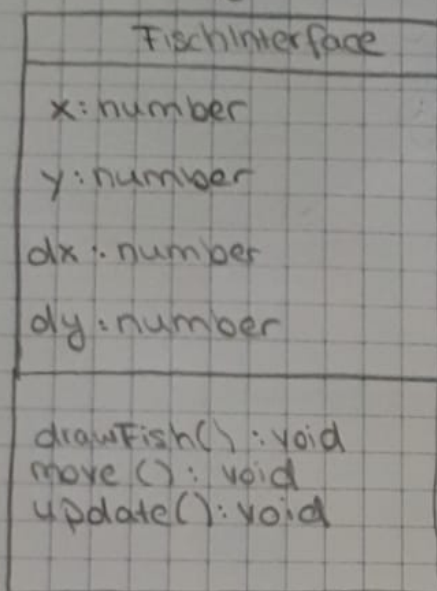 FischInterface
x: number
y: number
dx: number
dy: number
drawFish(): void
move(): void
update(): void